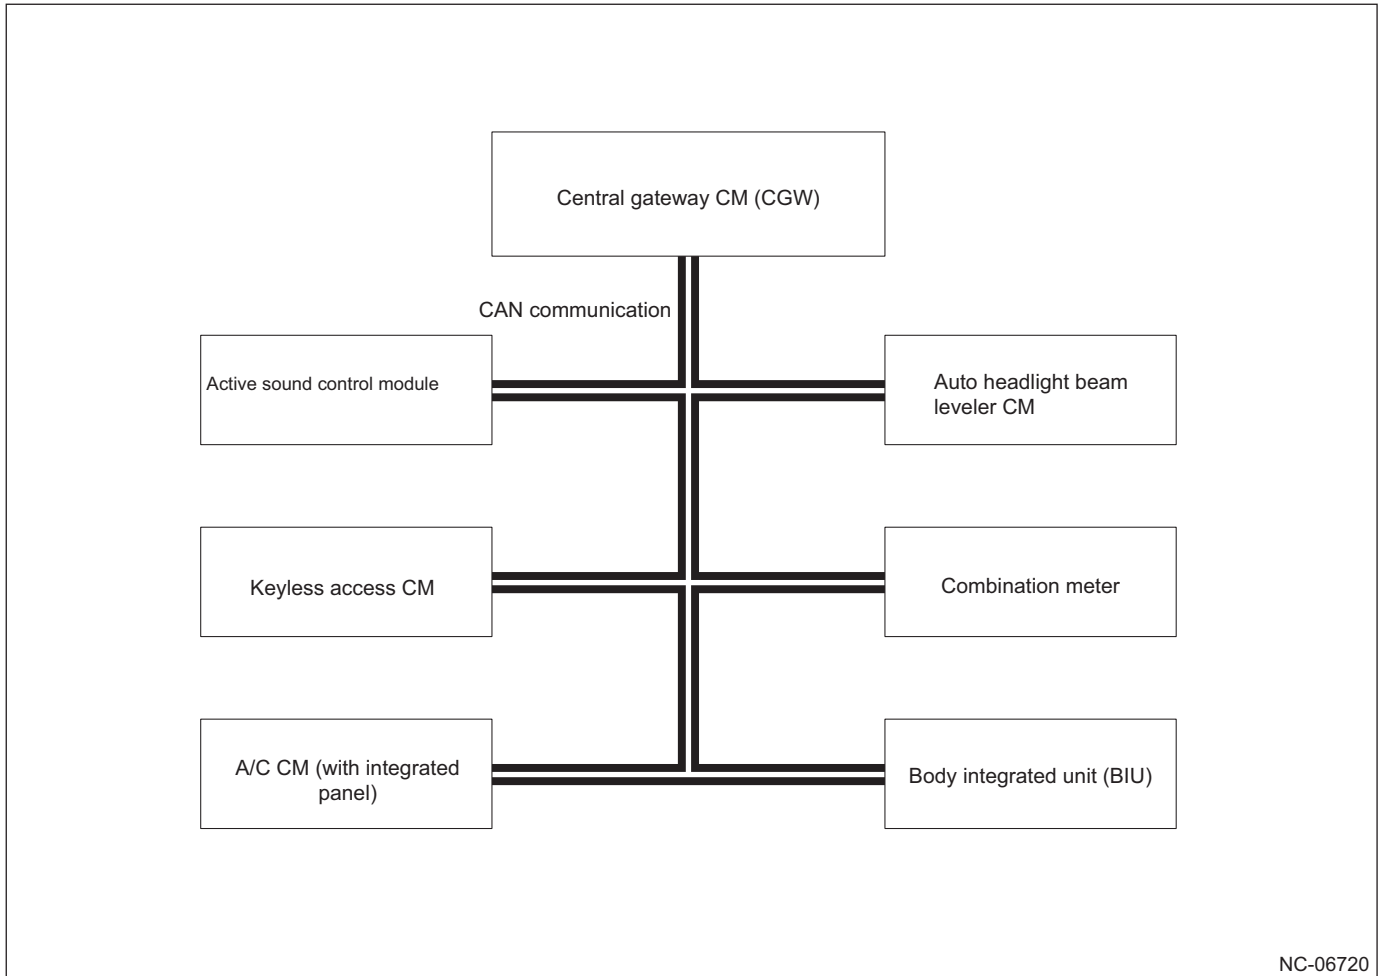 Central gateway CM (CGW)
CAN communication
Active sound control module
Auto headlight beam
leveler CM
Keyless access CM
Combination meter
A/C CM (with integrated
panel)
Body integrated unit (BIU)
NC-06720